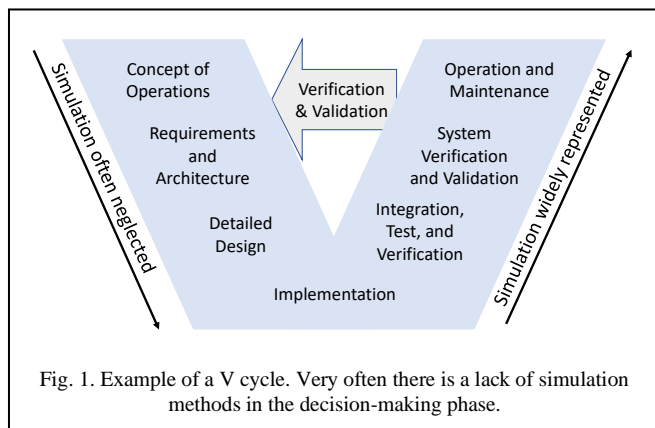 Simulation often neglected
Concept of
Operations
Requirements
and
Architecture
Detailed
Design
Verification
& Validation
Operation and
Maintenance
System
Verification
and Validation
Integration,
Test, and
Verification
Implementation
Simulation widely represented
Fig. 1. Example of a V cycle. Very often there is a lack of simulation
methods in the decision-making phase.